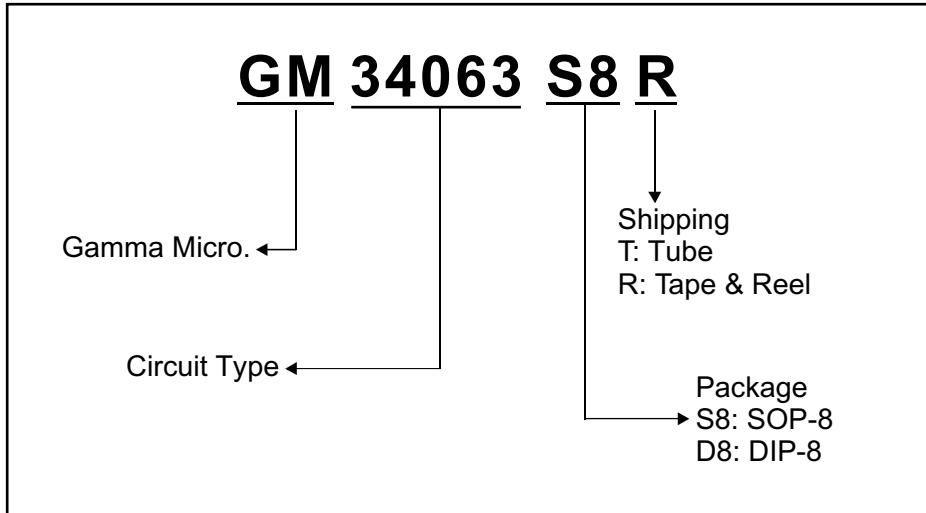 GM 34063 S8 R
Gamma Micro.
Shipping
T: Tube
R: Tape & Reel
Circuit Type
Package
S8: SOP-8
D8: DIP-8